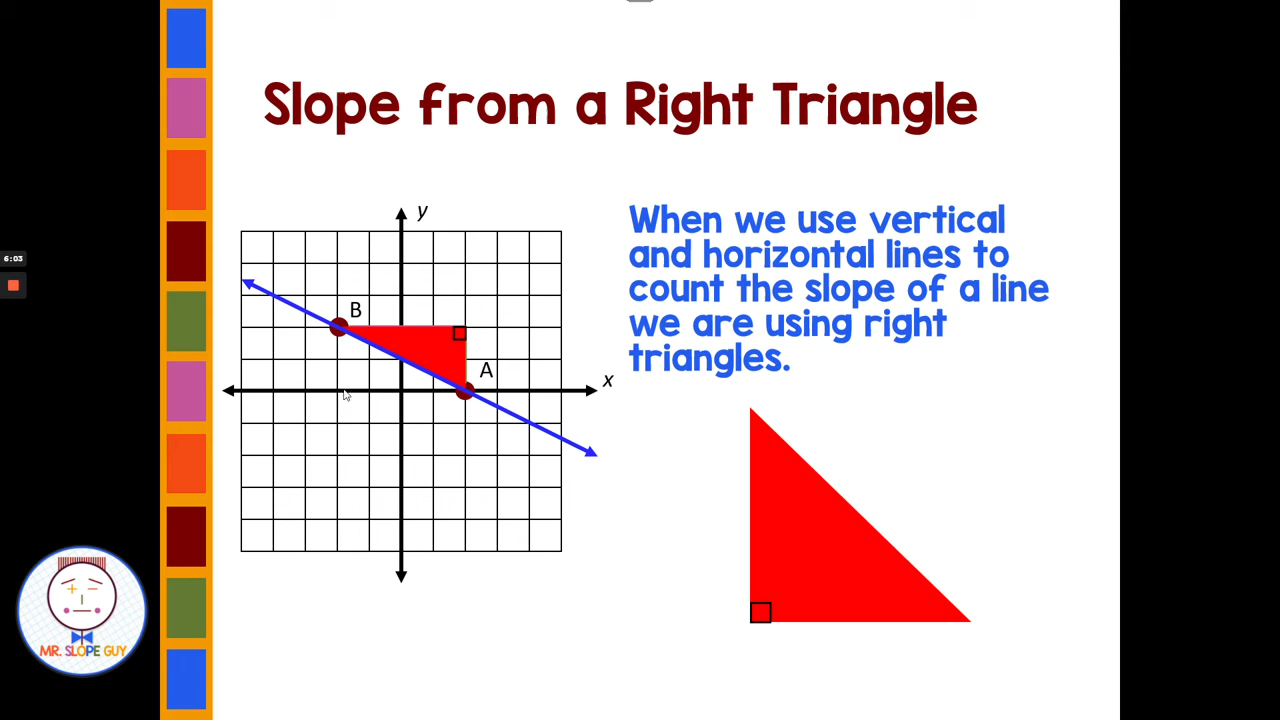 Slope from a Right Triangle
y
B
A
x
When we use vertical
and horizontal lines to
count the slope of a line
we are using right
triangles.
6:03
MR. SLOPE GUY